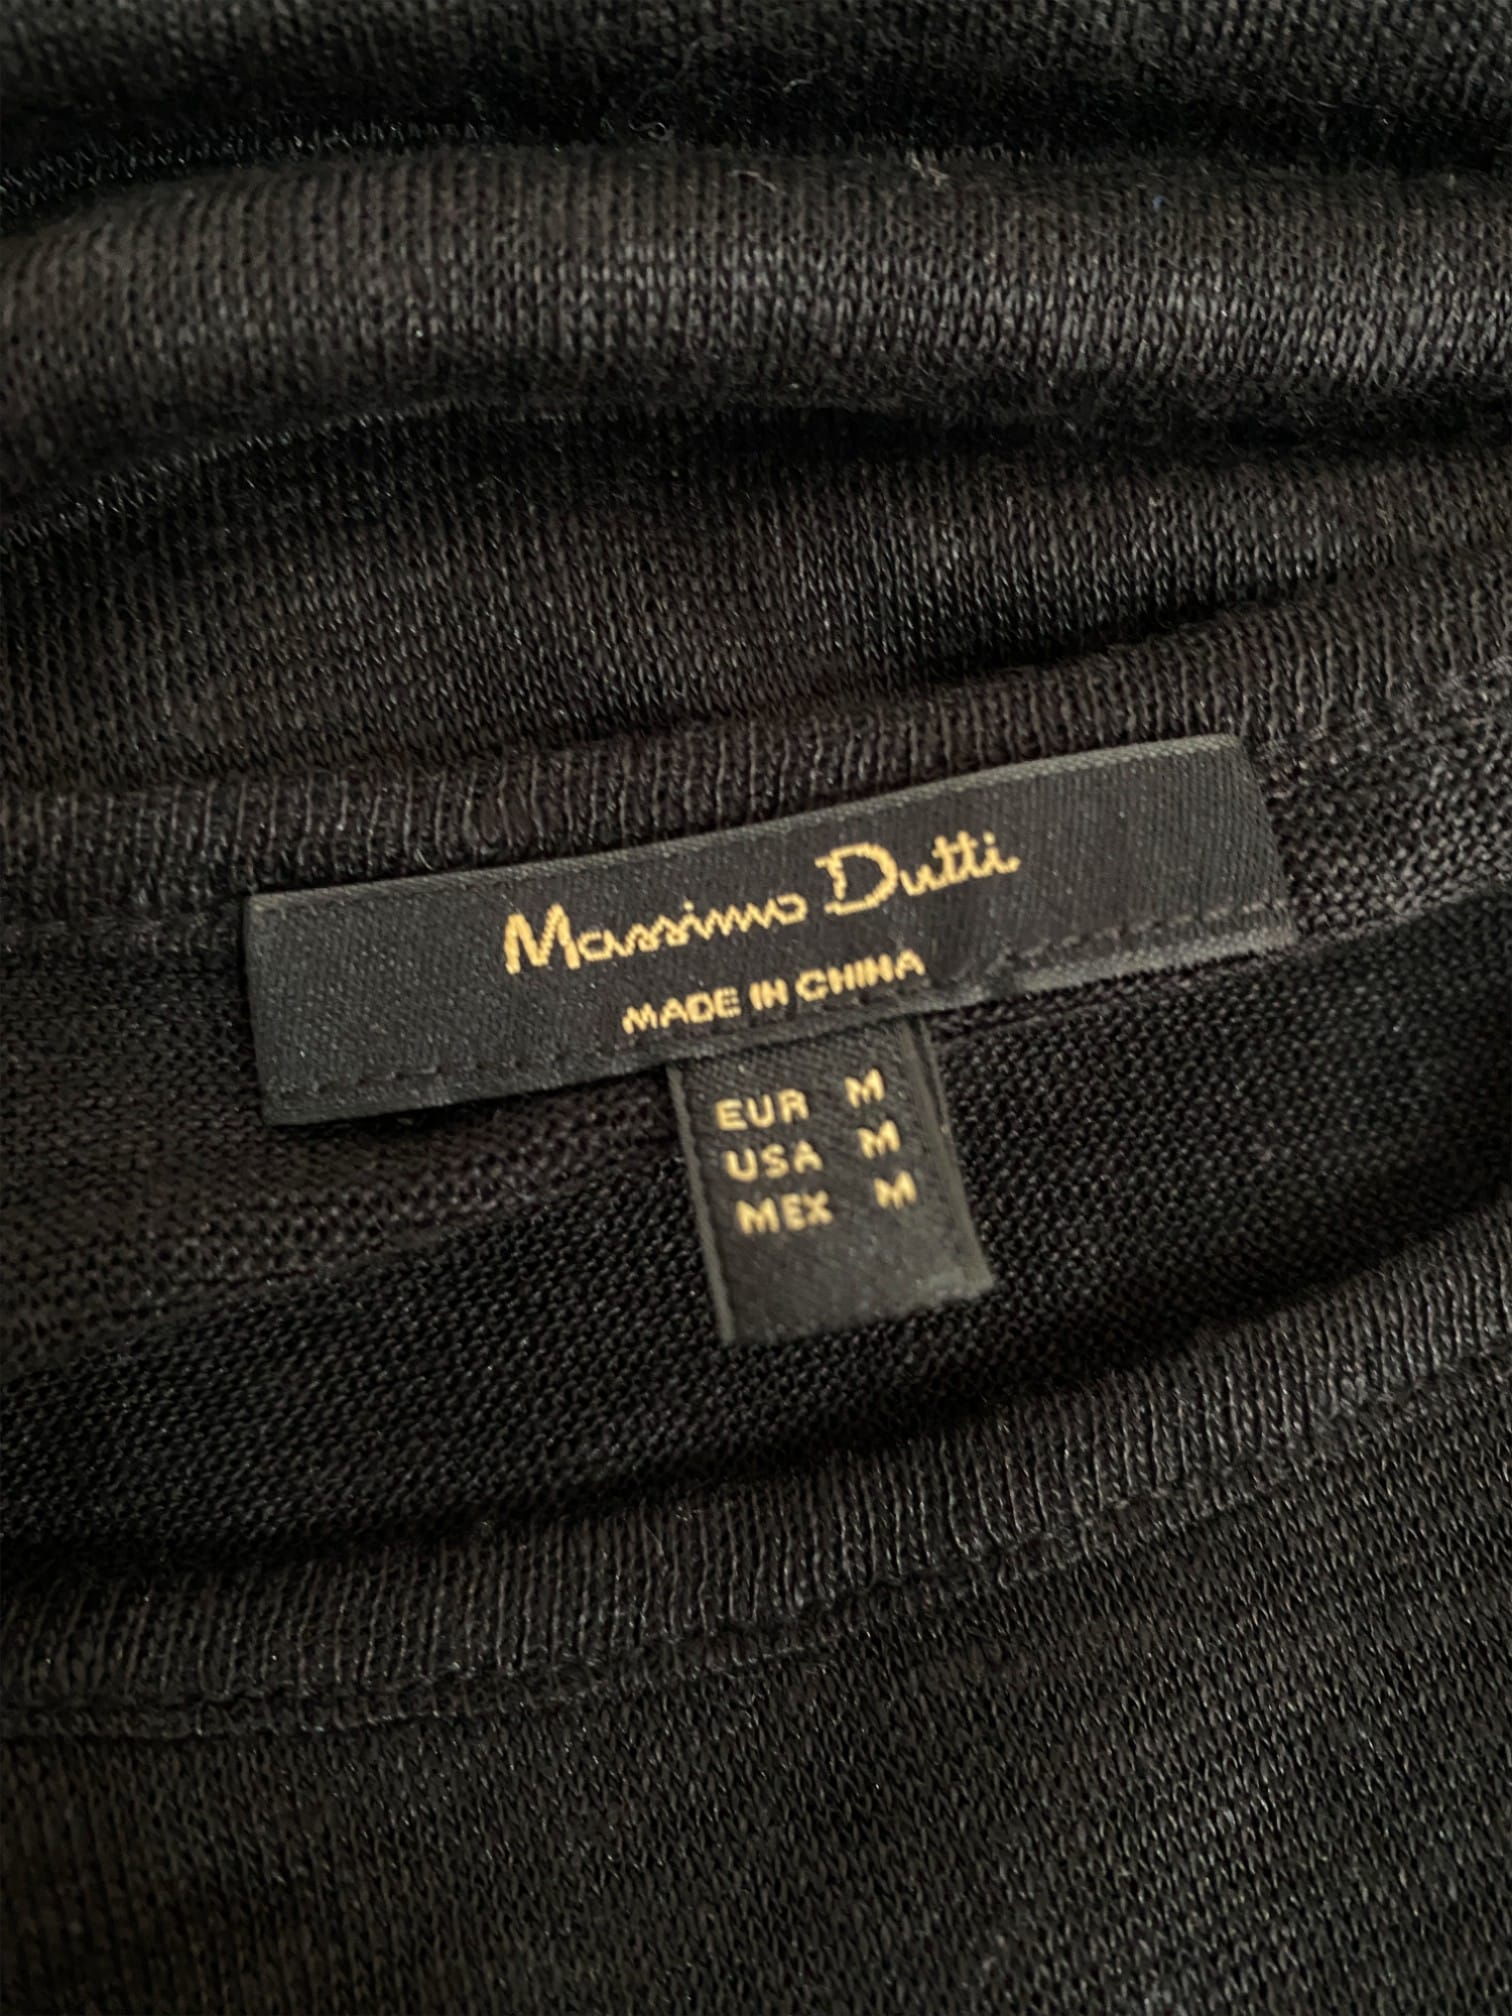 Massimo Dutti
MADE IN CHINA
EUR M
USA M
MEX M